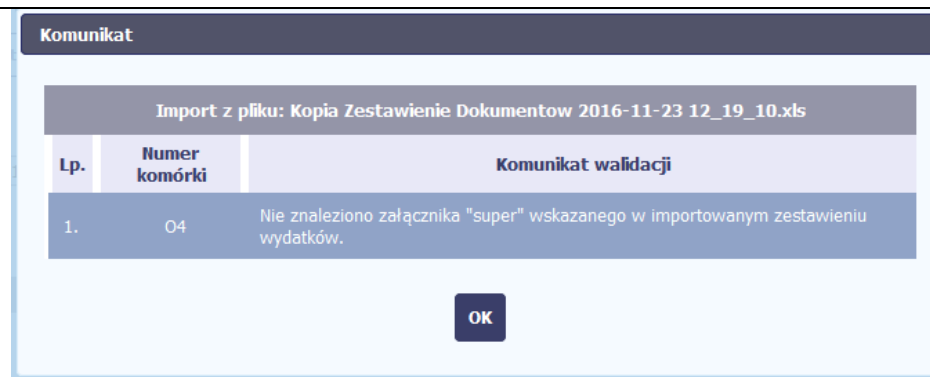 Komunikat
Import z pliku: Kopia Zestawienie Dokumentow 2016-11-23 12_19_10.xls
Lp.
Numer
komórki
Komunikat walidacji
1.
O4
Nie znaleziono załącznika "super" wskazanego w importowanym zestawieniu
wydatków.
OK